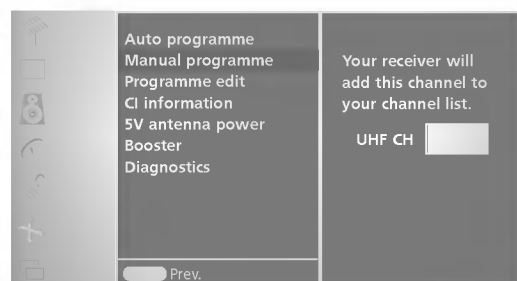 Auto programme
Manual programme
Programme edit
CI information
5V antenna power
Booster
Diagnostics
Prev.
Your receiver will
add this channel to
your channel list.
UHF CH